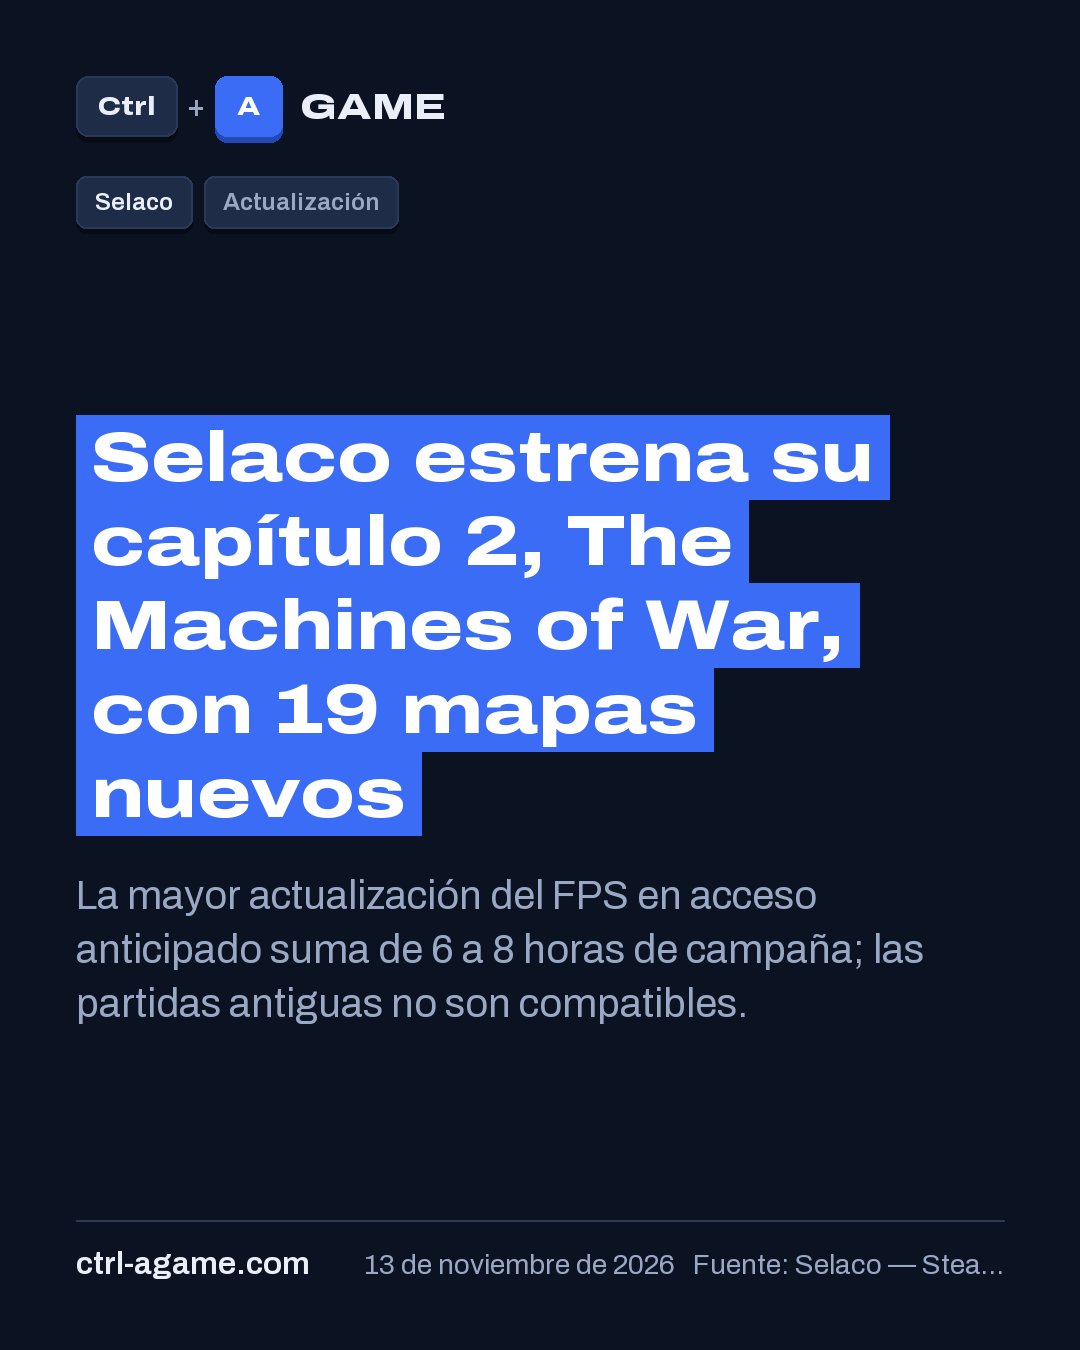 Ctrl + A GAME
Selaco Actualización
Selaco estrena su
capítulo 2, The
Machines of War,
con 19 mapas
nuevos
La mayor actualización del FPS en acceso
anticipado suma de 6 a 8 horas de campaña; las
partidas antiguas no son compatibles.
ctrl-agame.com 13 de noviembre de 2026 Fuente: Selaco — Stea...